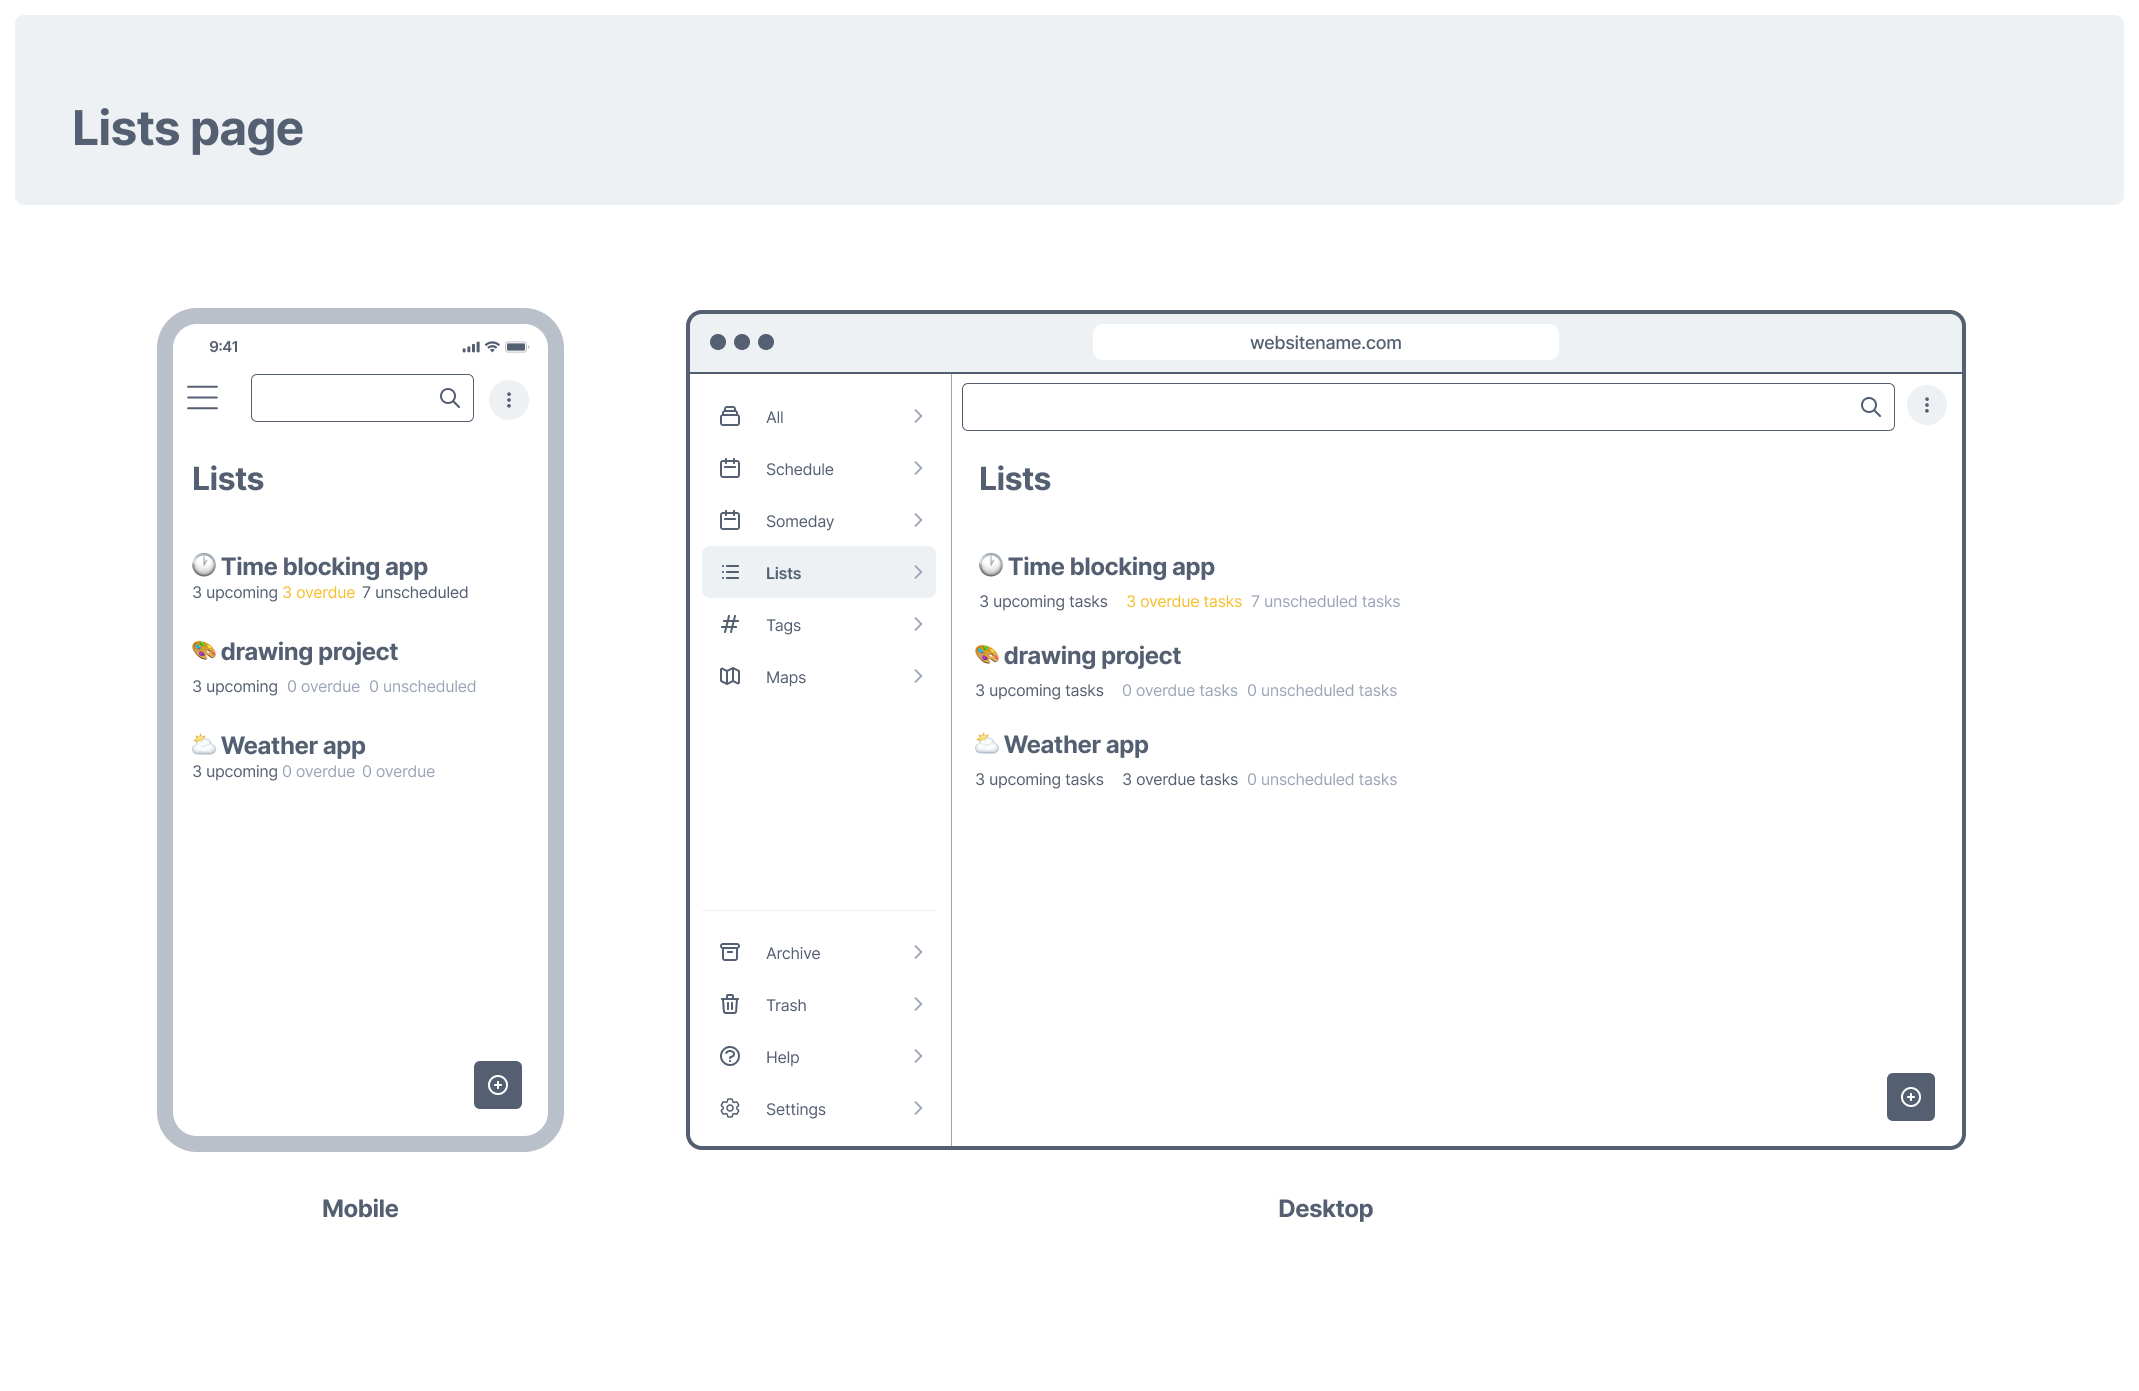 Lists page
9:41
Lists
Time blocking app
3 upcoming 3 overdue 7 unscheduled
drawing project
3 upcoming 0 overdue 0 unscheduled
Weather app
3 upcoming 0 overdue 0 overdue
Mobile
websitename.com
All
Schedule
Someday
Lists
Tags
Maps
Archive
Trash
Help
Settings
Lists
Time blocking app
3 upcoming tasks 3 overdue tasks 7 unscheduled tasks
drawing project
3 upcoming tasks 0 overdue tasks 0 unscheduled tasks
Weather app
3 upcoming tasks 3 overdue tasks 0 unscheduled tasks
Desktop